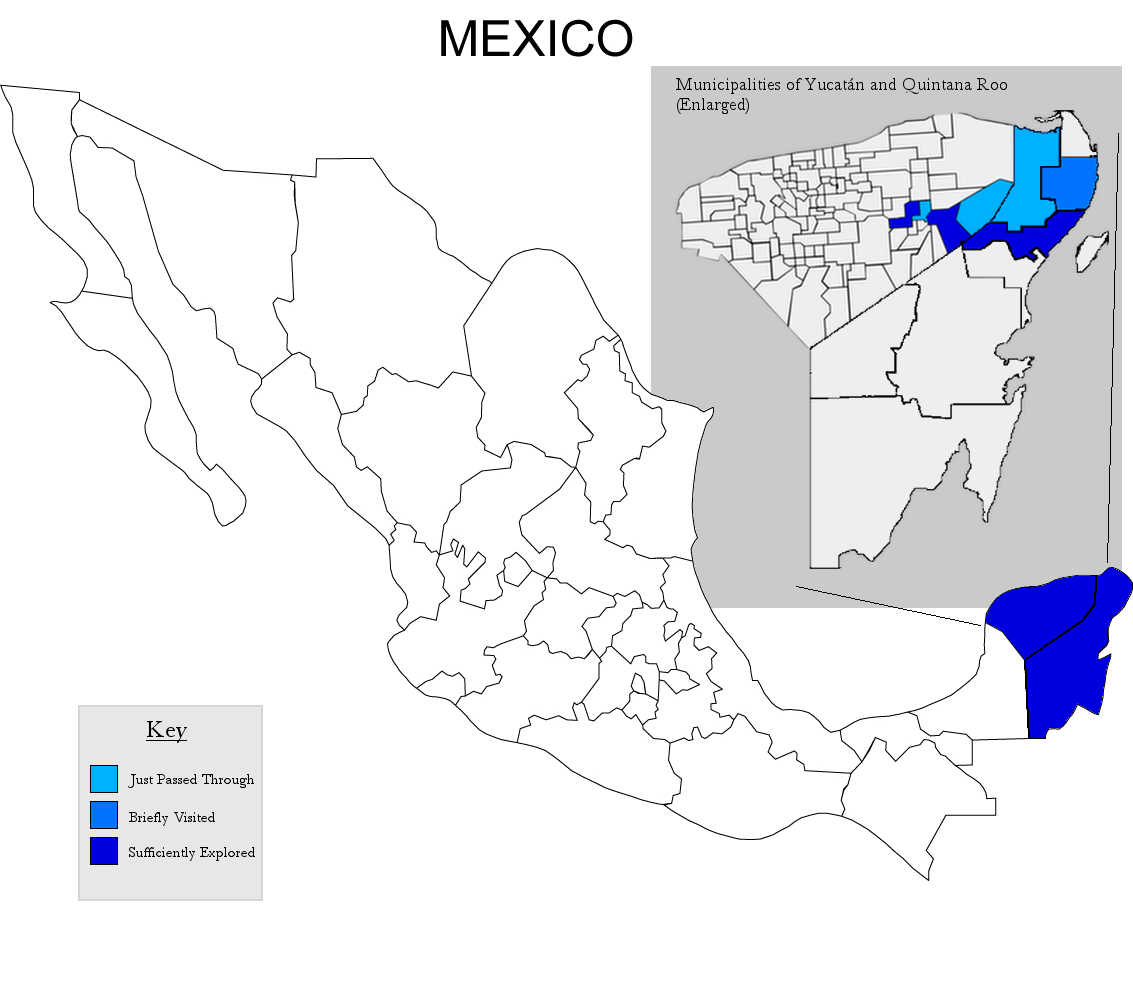 MEXICO
Municipalities of Yucatán and Quintana Roo
(Enlarged)
Key
Just Passed Through
Briefly Visited
Sufficiently Explored